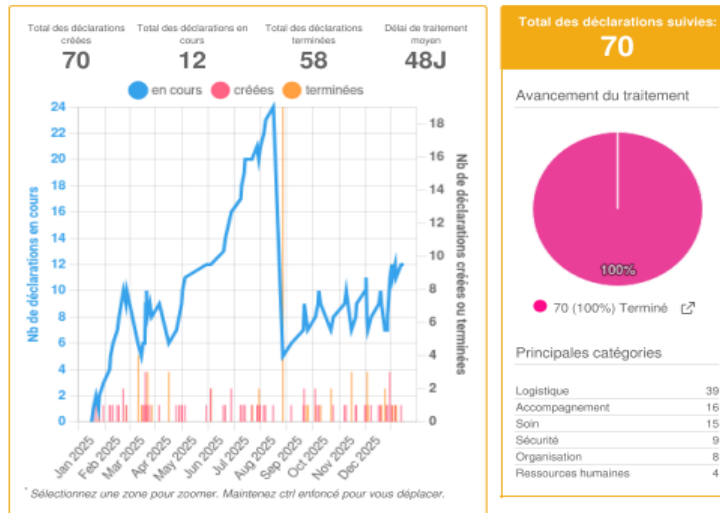 Total des déclarations créées
70
Total des déclarations en cours
12
Total des déclarations terminées
58
Délai de traitement moyen
48J
en cours
créées
terminées
Nb de déclarations en cours
24
22
20
18
16
14
12
10
8
6
4
2
0
18
16
14
12
10
8
6
4
2
0
Nb de déclarations créées ou terminées
Jan 2025
Feb 2025
Mar 2025
Apr 2025
May 2025
Jun 2025
Jul 2025
Aug 2025
Sep 2025
Oct 2025
Nov 2025
Dec 2025
* Sélectionnez une zone pour zoomer. Maintenez ctrl enfoncé pour vous déplacer.
Total des déclarations suivies:
70
Avancement du traitement
100%
70 (100%) Terminé
Principales catégories
Logistique 39
Accompagnement 16
Soin 15
Sécurité 9
Organisation 8
Ressources humaines 4